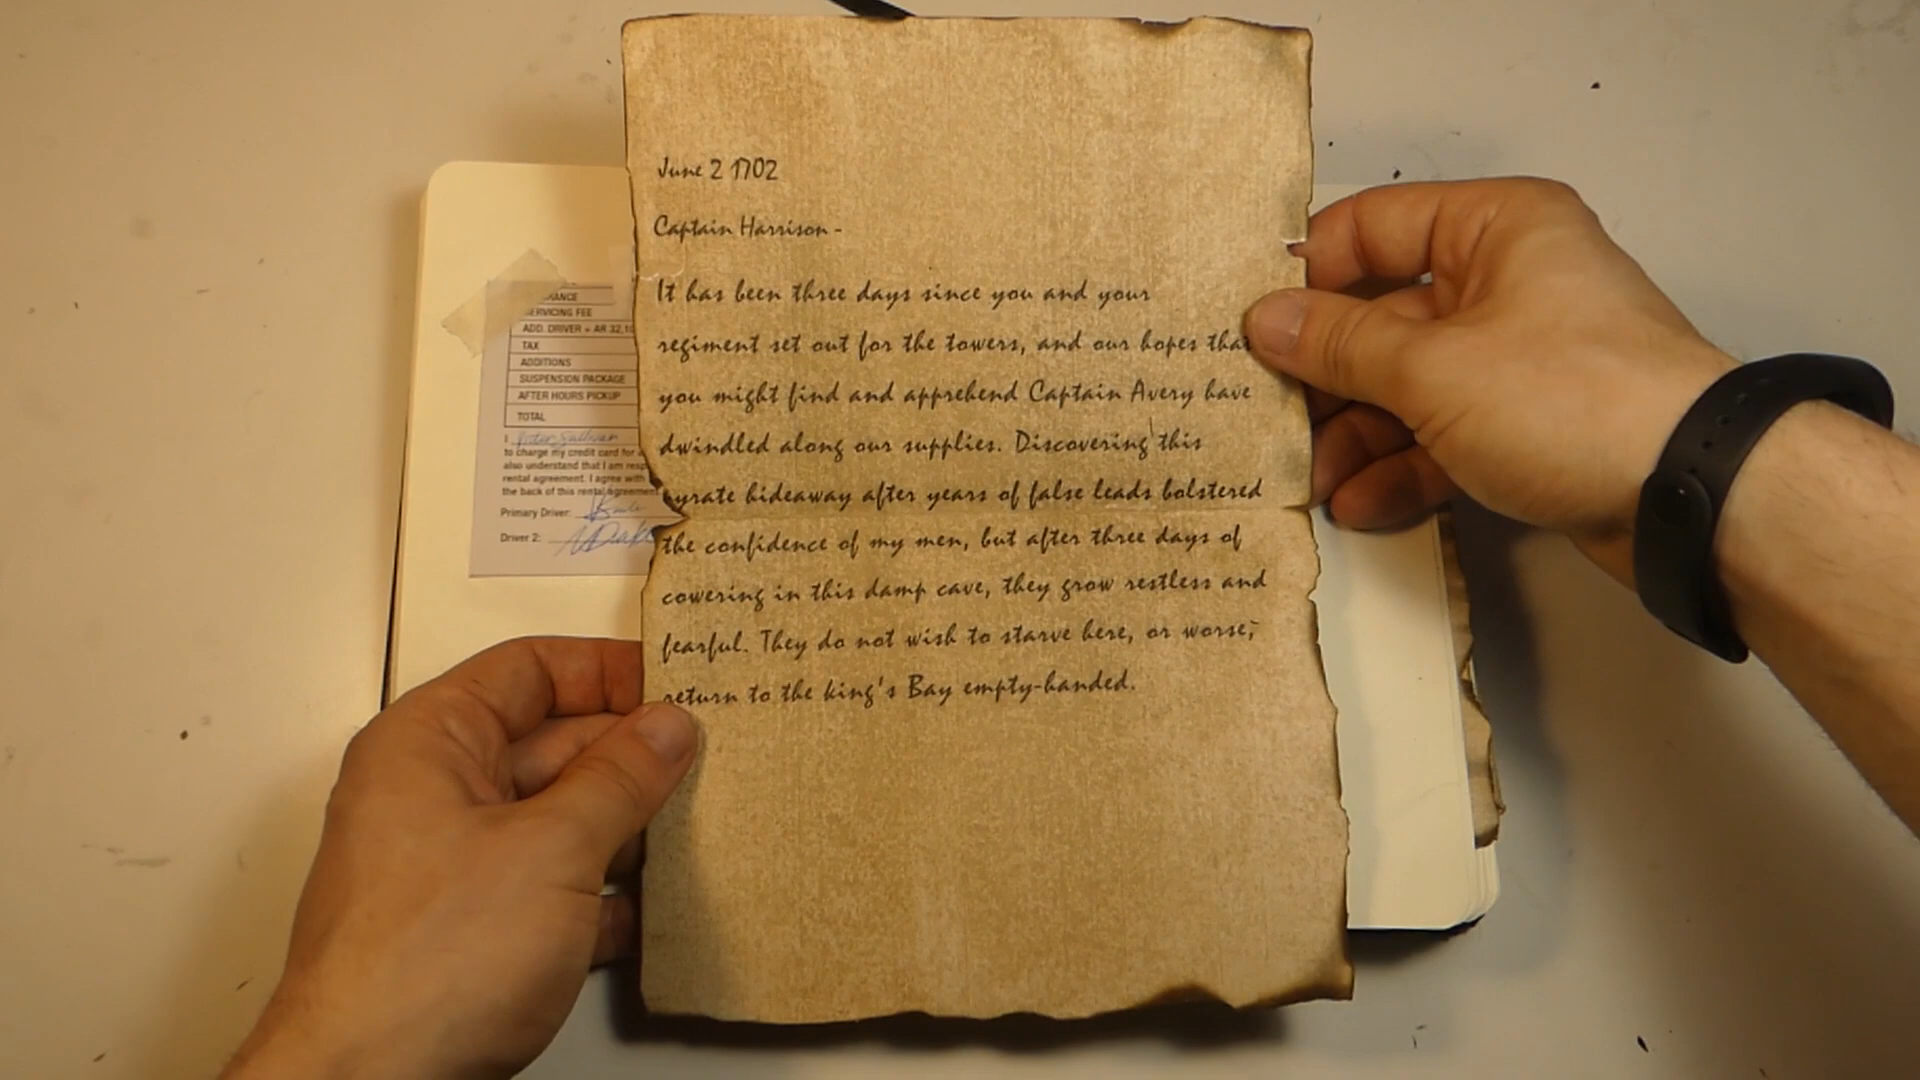 June 2 1702
Captain Harrison -
It has been three days since you and your
regiment set out for the towers, and our hopes that
you might find and apprehend Captain Avery have
dwindled along our supplies. Discovering this
pyrate hideaway after years of false leads bolstered
the confidence of my men, but after three days of
cowering in this damp cave, they grow restless and
fearful. They do not wish to starve here, or worse,
return to the king's Bay empty-handed.
SERVICING FEE
ADD. DRIVER + AR 32,10
TAX
ADDITIONS
SUSPENSION PACKAGE
AFTER HOURS PICKUP
TOTAL
I
to charge my credit card for
also understand that I am
rental agreement. I agree with
the back of this rental agreement
Primary Driver:
Driver 2: NDrake